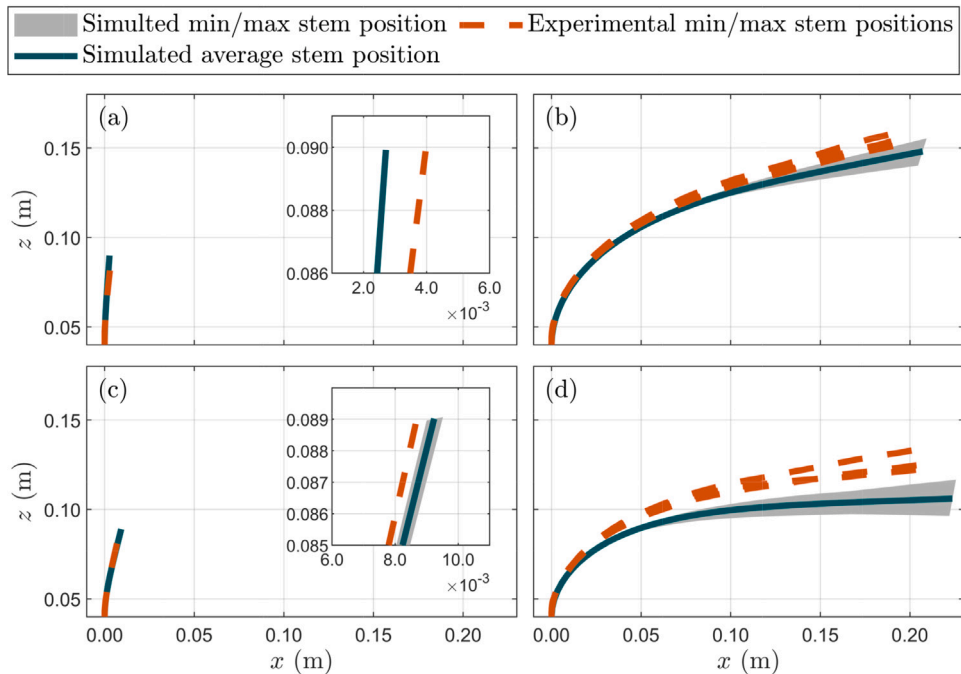 Simulted min/max stem position Experimental min/max stem positions
Simulated average stem position
(a) (b)
0.090
0.088
0.086
2.0 4.0 6.0
×10⁻³
0.15
0.10
0.05
z (m)
(c) (d)
0.089
0.088
0.087
0.086
0.085
6.0 8.0 10.0
×10⁻³
0.15
0.10
0.05
z (m)
0.00 0.05 0.10 0.15 0.20 0.00 0.05 0.10 0.15 0.20
x (m) x (m)